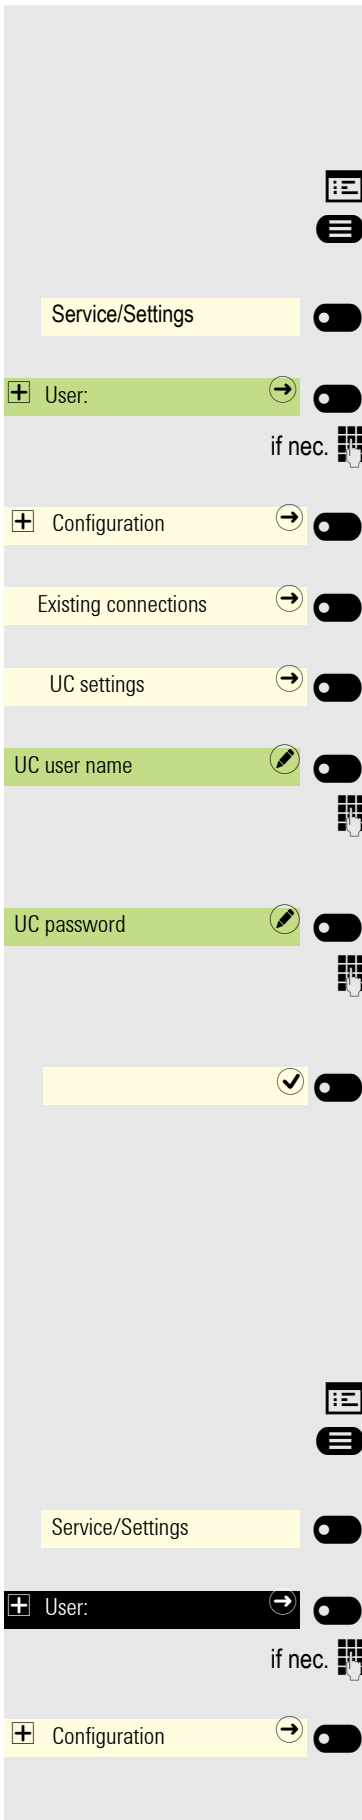 Service/Settings
User:
if nec.
Configuration
Existing connections
UC settings
UC user name
UC password
Service/Settings
User:
if nec.
Configuration